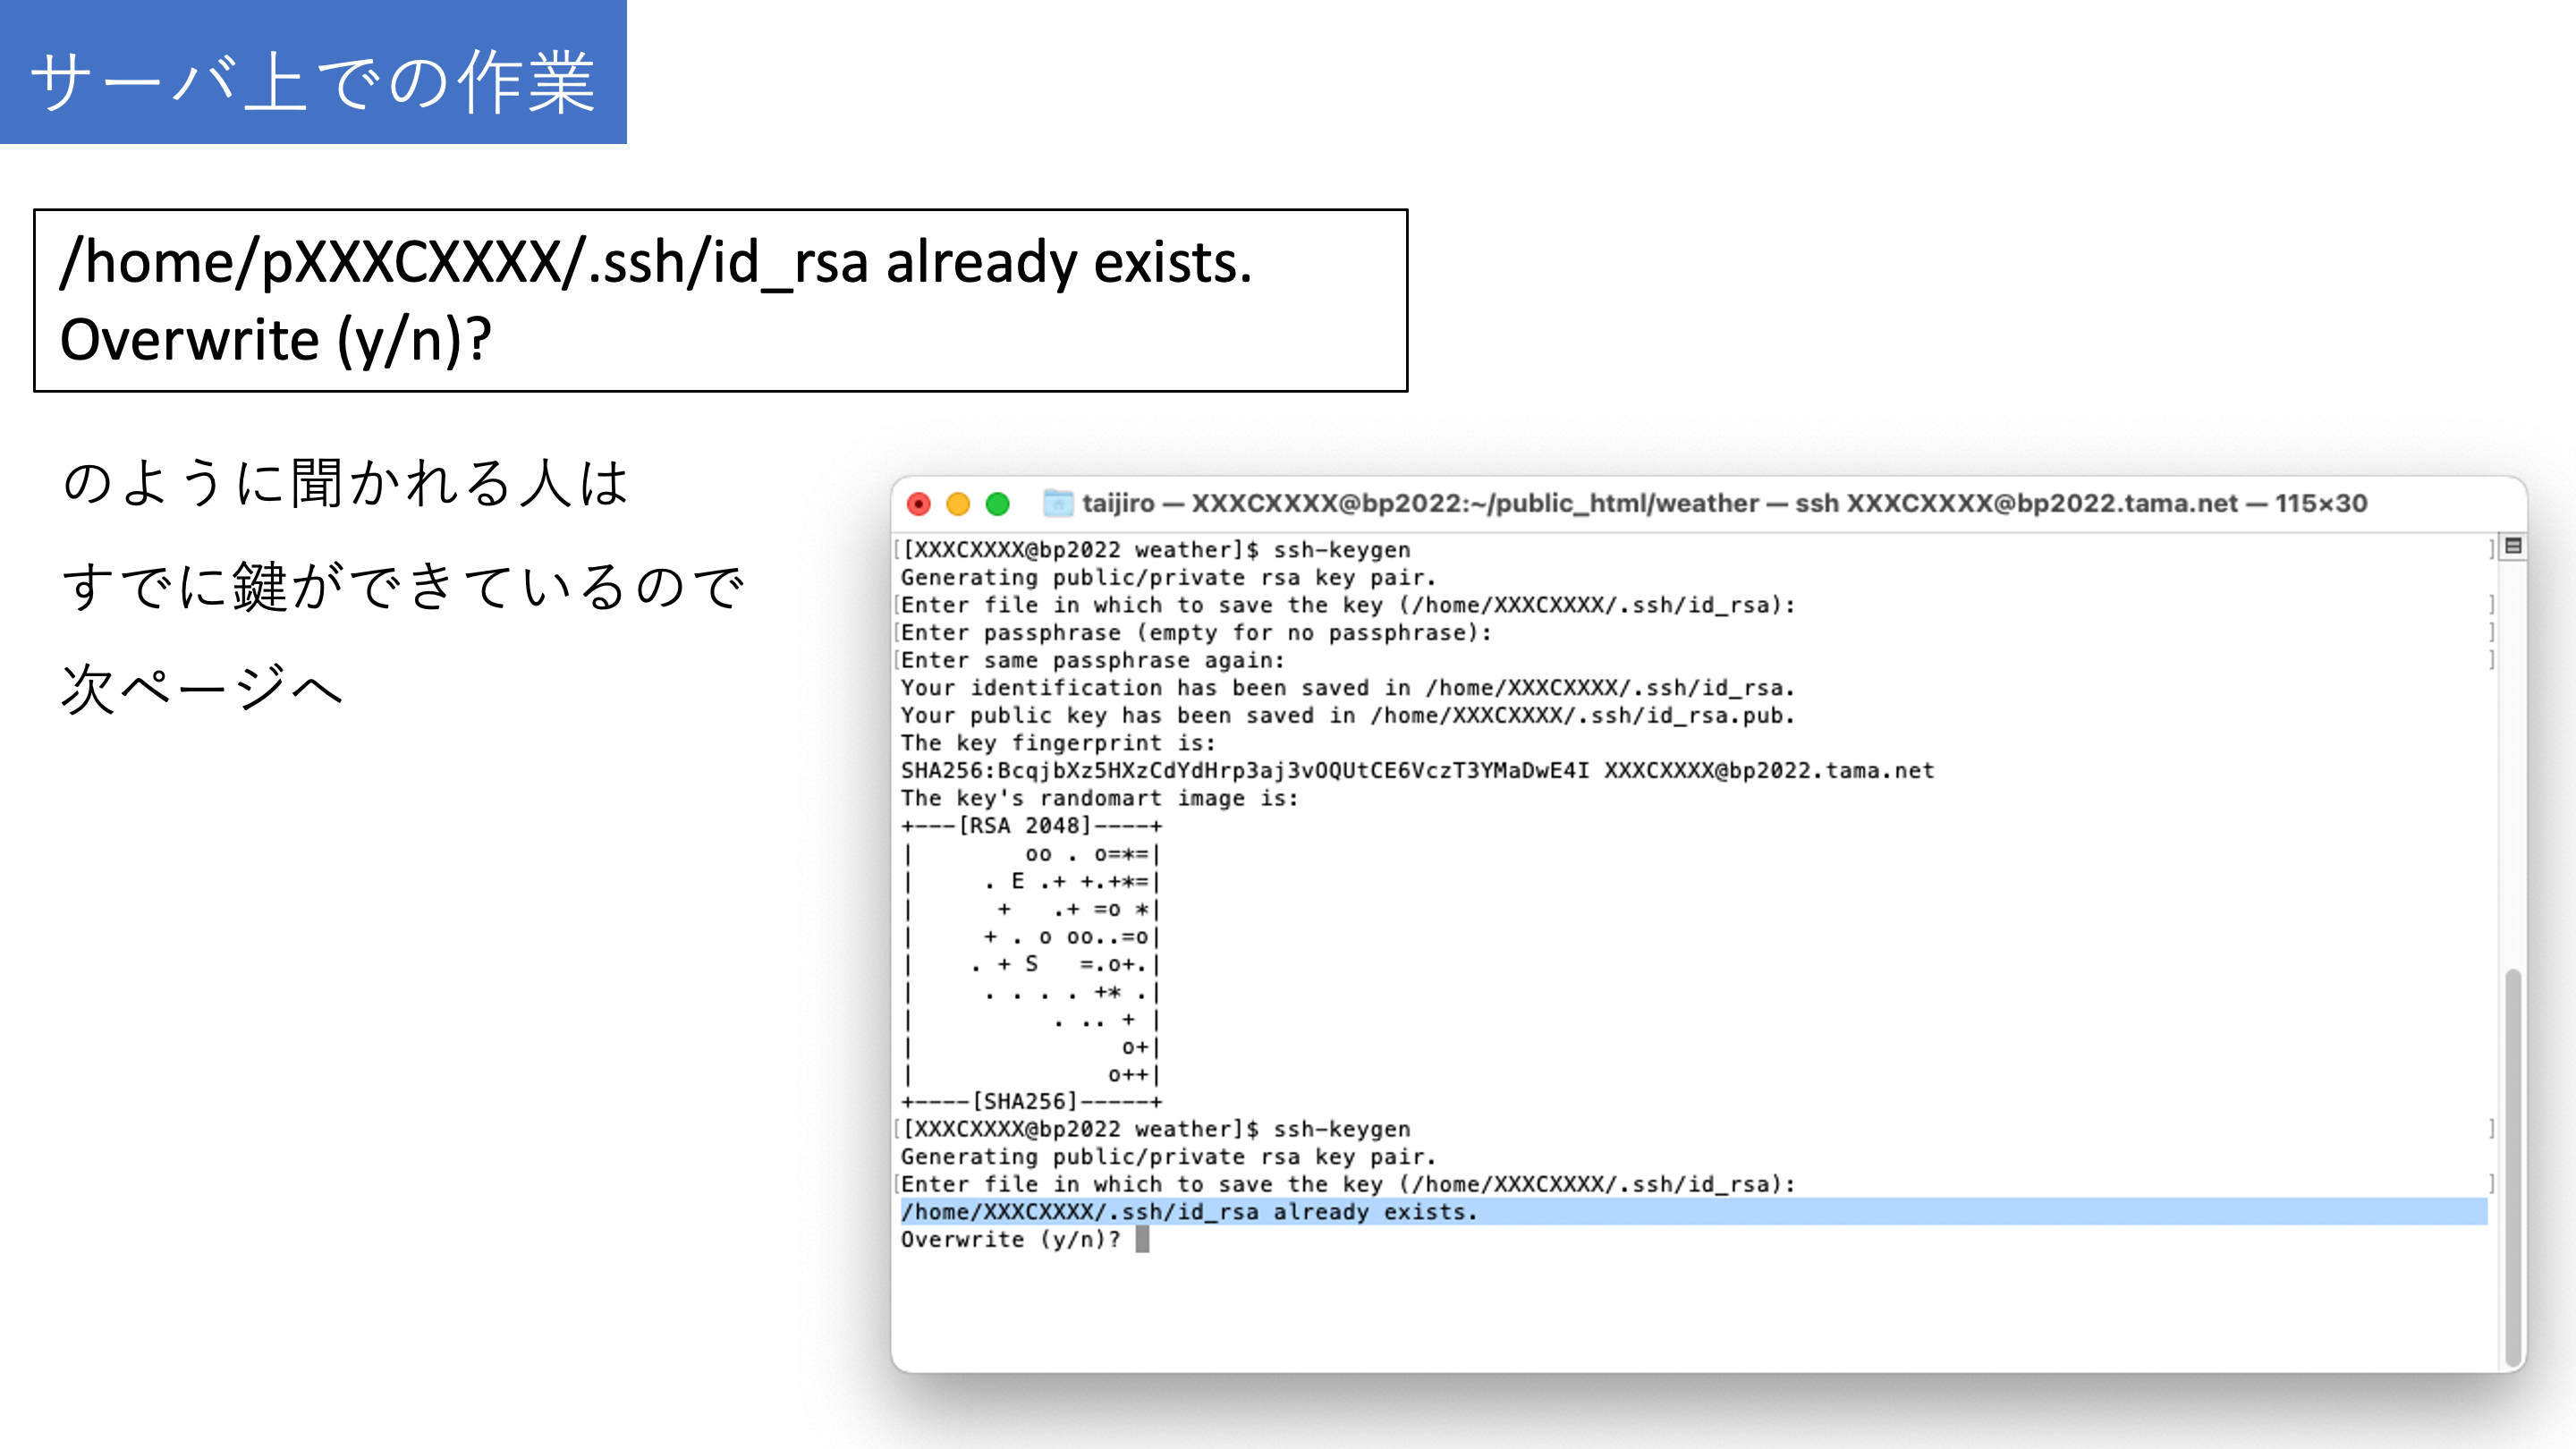 サーバ上での作業
/home/pXXXCXXXX/.ssh/id_rsa already exists.
Overwrite (y/n)?
のように聞かれる人は
すでに鍵ができているので
次ページへ
taijiro — XXXCXXXX@bp2022:~/public_html/weather — ssh XXXCXXXX@bp2022.tama.net — 115×30
[[XXXCXXXX@bp2022 weather]$ ssh-keygen ]
Generating public/private rsa key pair.
[Enter file in which to save the key (/home/XXXCXXXX/.ssh/id_rsa): ]
[Enter passphrase (empty for no passphrase): ]
[Enter same passphrase again: ]
Your identification has been saved in /home/XXXCXXXX/.ssh/id_rsa.
Your public key has been saved in /home/XXXCXXXX/.ssh/id_rsa.pub.
The key fingerprint is:
SHA256:BcqjbXz5HXzCdYdHrp3aj3vOQUtCE6VczT3YMaDwE4I XXXCXXXX@bp2022.tama.net
The key's randomart image is:
+---[RSA 2048]----+
|        oo . o=*=|
|     . E .+ +.+*=|
|      +   .+ =o *|
|     + . o oo..=o|
|    . + S   =.o+.|
|     . . . . +* .|
|          . .. + |
|               o+|
|              o++|
+----[SHA256]-----+
[[XXXCXXXX@bp2022 weather]$ ssh-keygen ]
Generating public/private rsa key pair.
[Enter file in which to save the key (/home/XXXCXXXX/.ssh/id_rsa): ]
/home/XXXCXXXX/.ssh/id_rsa already exists.
Overwrite (y/n)?